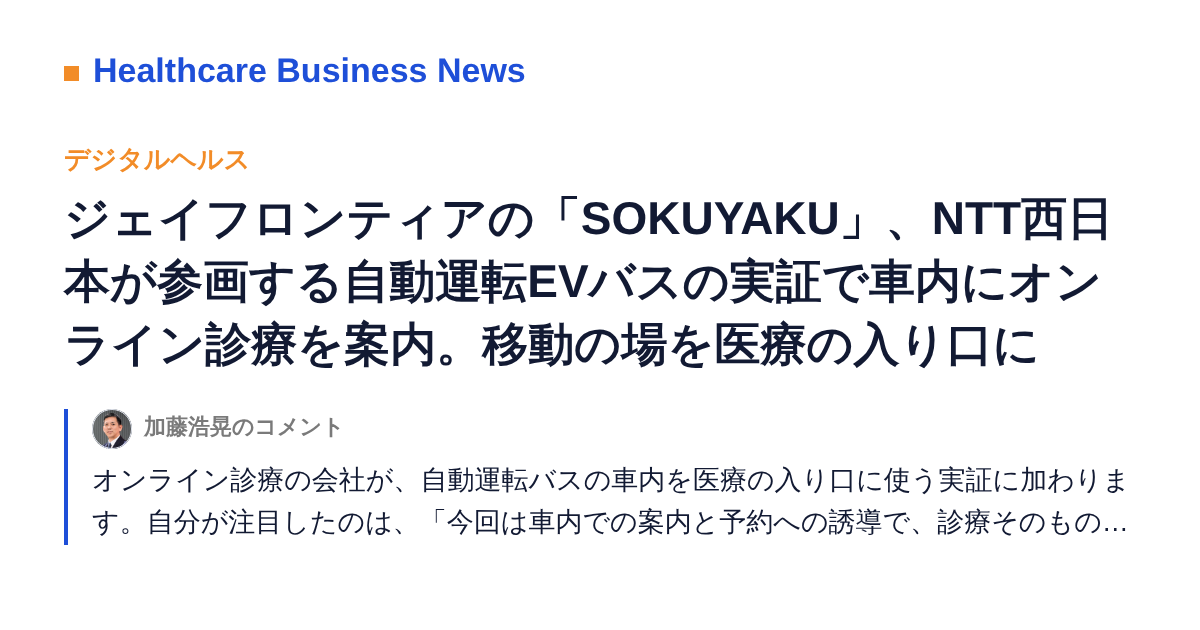 Healthcare Business News
デジタルヘルス
ジェイフロンティアの「SOKUYAKU」、NTT西日
本が参画する自動運転EVバスの実証で車内にオン
ライン診療を案内。移動の場を医療の入り口に
加藤浩晃のコメント
オンライン診療の会社が、自動運転バスの車内を医療の入り口に使う実証に加わりま
す。自分が注目したのは、「今回は車内での案内と予約への誘導で、診療そのもの…